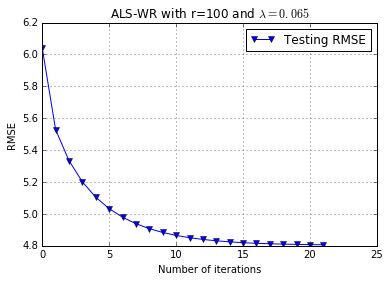 ALS-WR with r=100 and λ = 0.065
6.2
6.0
5.8
5.6
5.4
5.2
5.0
4.8
RMSE
Testing RMSE
0 5 10 15 20 25
Number of iterations